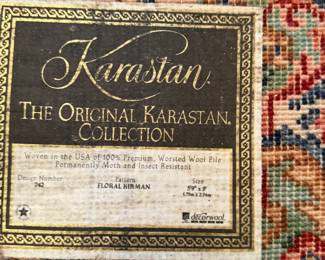 Karastan.
THE ORIGINAL KARASTAN.
COLLECTION
Woven in the USA of 100% Premium, Worsted Wool Pile
Permanently Moth and Insect Resistant
Design Number Pattern Size
742 FLORAL KIRMAN 5'9" x 9'
decorwool